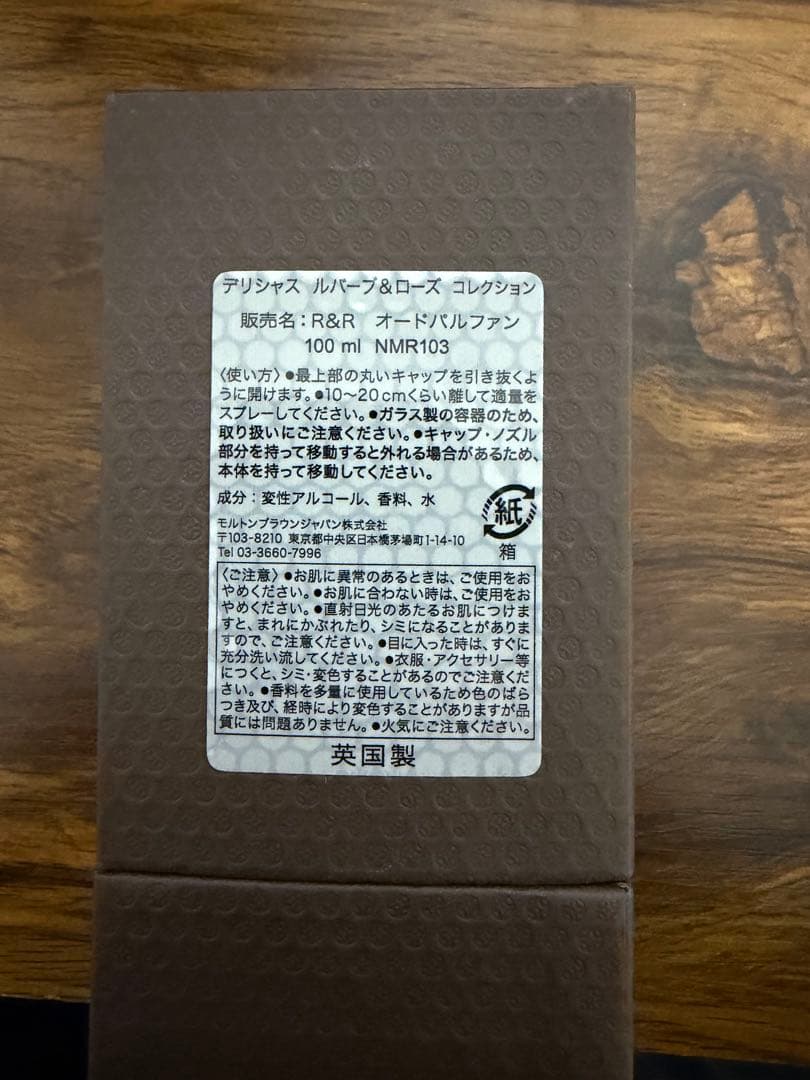 デリシャス ルバーブ&ローズ コレクション
販売名:R&R オードパルファン
100 ml NMR103
〈使い方〉●最上部の丸いキャップを引き抜くよ
うに開けます。●10〜20cmくらい離して適量を
スプレーしてください。●ガラス製の容器のため、
取り扱いにご注意ください。●キャップ・ノズル
部分を持って移動すると外れる場合があるため、
本体を持って移動してください。
成分:変性アルコール、香料、水
モルトンブラウンジャパン株式会社
〒103-8210 東京都中央区日本橋茅場町1-14-10
Tel 03-3660-7996
紙
箱
〈ご注意〉●お肌に異常のあるときは、ご使用をお
やめください。●お肌に合わない時は、ご使用をお
やめください。●直射日光のあたるお肌につけま
すと、まれにかぶれたり、シミになることがありま
すので、ご注意ください。●目に入った時は、すぐに
充分洗い流してください。●衣服・アクセサリー等
につくと、シミ・変色することがあるのでご注意くだ
さい。●香料を多量に使用しているため色のばら
つき及び、経時により変色することがありますが品
質には問題ありません。●火気にご注意ください。
英国製